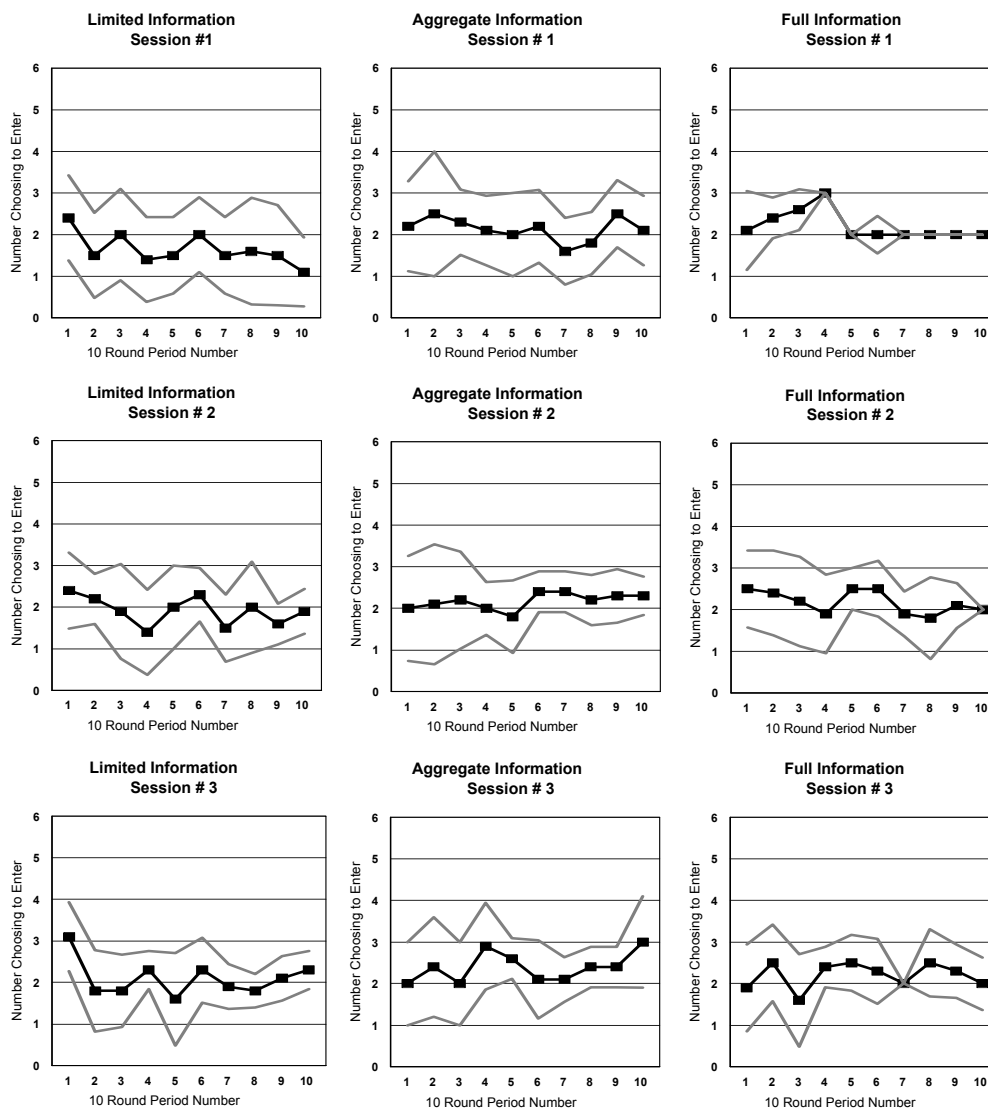 Limited Information
Session #1
Number Choosing to Enter
6
5
4
3
2
1
0
1 2 3 4 5 6 7 8 9 10
10 Round Period Number
Aggregate Information
Session # 1
Number Choosing to Enter
6
5
4
3
2
1
0
1 2 3 4 5 6 7 8 9 10
10 Round Period Number
Full Information
Session # 1
Number Choosing to Enter
6
5
4
3
2
1
0
1 2 3 4 5 6 7 8 9 10
10 Round Period Number
Limited Information
Session # 2
Number Choosing to Enter
6
5
4
3
2
1
0
1 2 3 4 5 6 7 8 9 10
10 Round Period Number
Aggregate Information
Session # 2
Number Choosing to Enter
6
5
4
3
2
1
0
1 2 3 4 5 6 7 8 9 10
10 Round Period Number
Full Information
Session # 2
Number Choosing to Enter
6
5
4
3
2
1
0
1 2 3 4 5 6 7 8 9 10
10 Round Period Number
Limited Information
Session # 3
Number Choosing to Enter
6
5
4
3
2
1
0
1 2 3 4 5 6 7 8 9 10
10 Round Period Number
Aggregate Information
Session # 3
Number Choosing to Enter
6
5
4
3
2
1
0
1 2 3 4 5 6 7 8 9 10
10 Round Period Number
Full Information
Session # 3
Number Choosing to Enter
6
5
4
3
2
1
0
1 2 3 4 5 6 7 8 9 10
10 Round Period Number